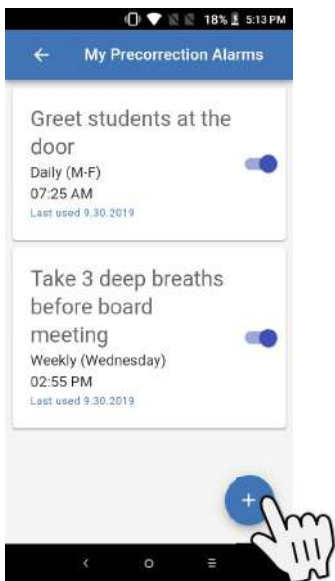 18% 5:13 PM
My Precorrection Alarms
Greet students at the
door
Daily (M-F)
07:25 AM
Last used 9.30.2019
Take 3 deep breaths
before board
meeting
Weekly (Wednesday)
02:55 PM
Last used 9.30.2019
+